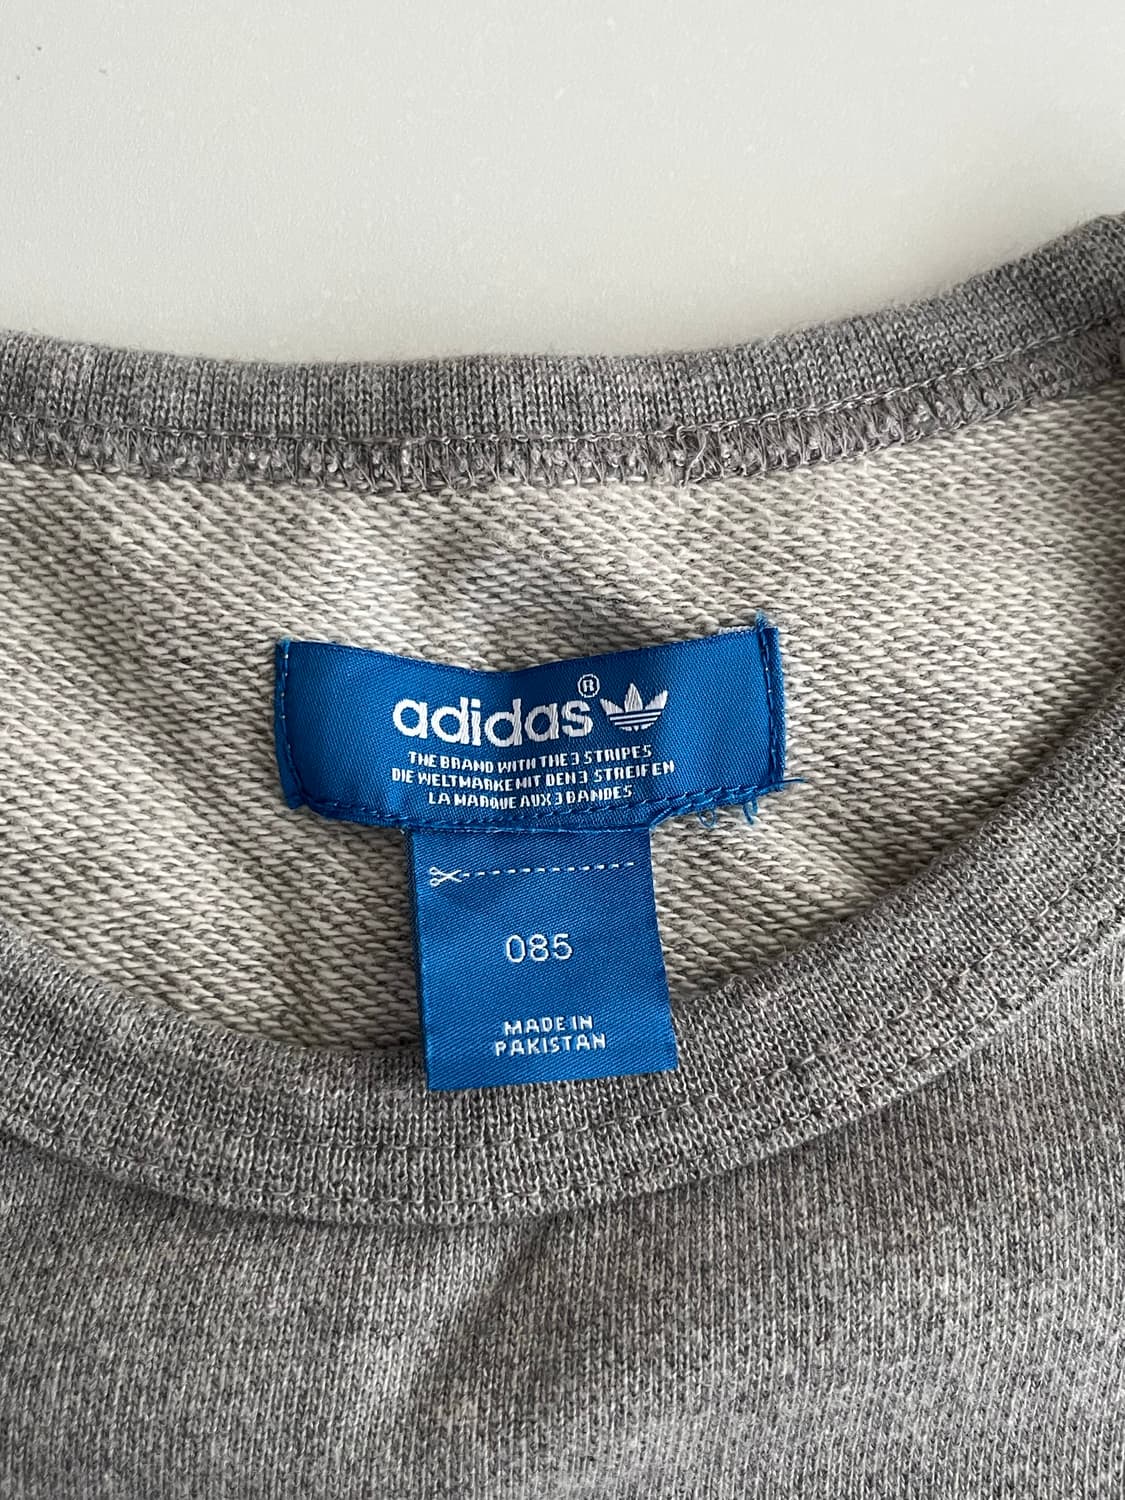 adidas®
THE BRAND WITH THE 3 STRIPES
DIE WELTMARKE MIT DEN 3 STREIFEN
LA MARQUE AUX 3 BANDES
085
MADE IN
PAKISTAN